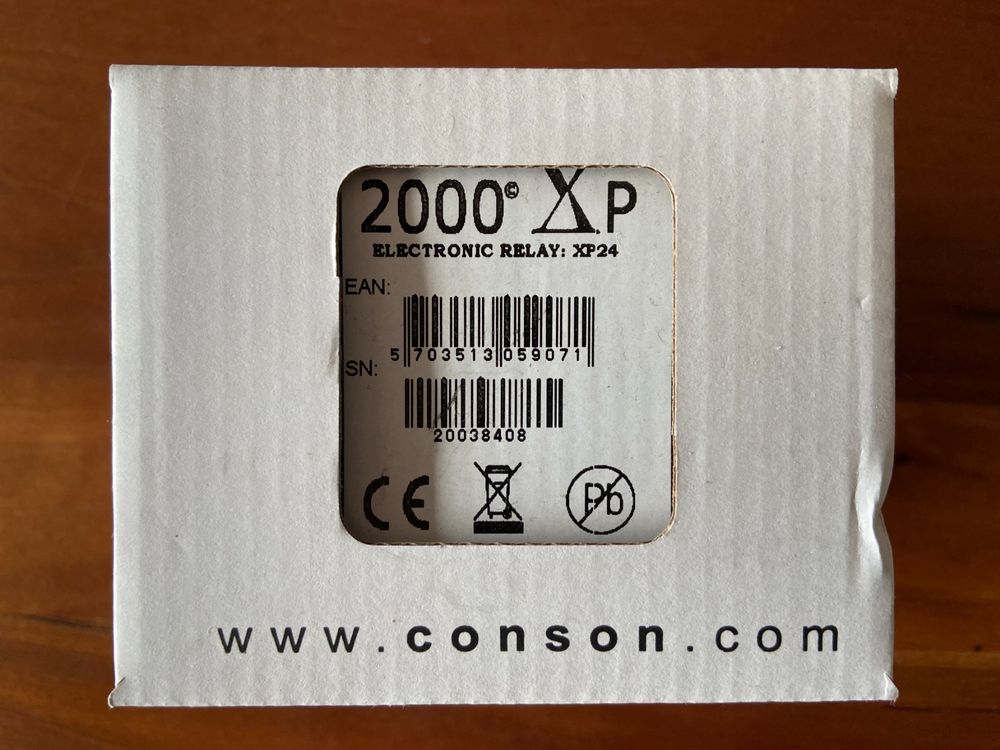 2000© XP
ELECTRONIC RELAY: XP24
EAN:
5 703513 059071
SN:
20038408
CE
Pb
www.conson.com